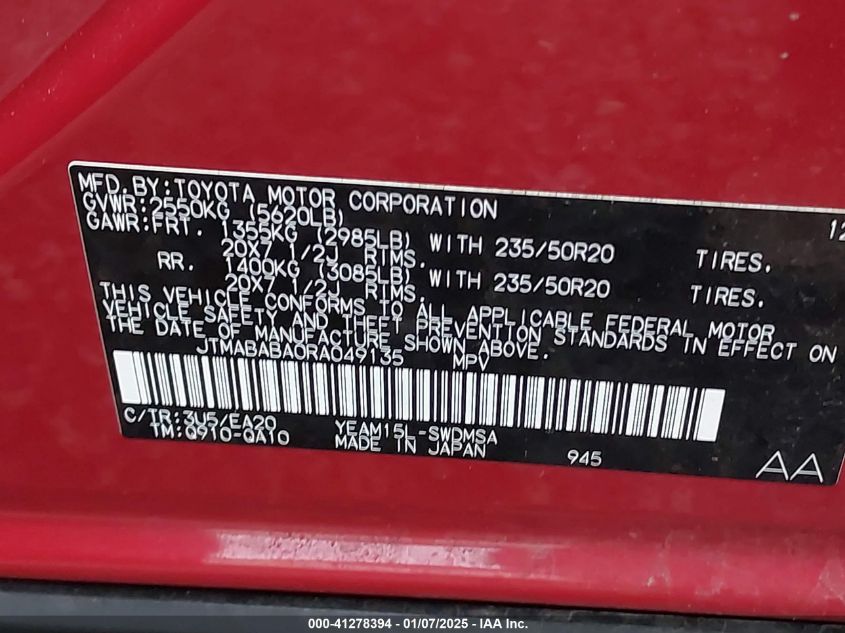 MFD. BY: TOYOTA MOTOR CORPORATION
GVWR: 2550KG (5620LB) 12
GAWR: FRT. 1355KG (2985LB) WITH 235/50R20 TIRES.
20X7 1/2J RIMS.
RR. 1400KG (3085LB) WITH 235/50R20 TIRES.
20X7 1/2J RIMS.
THIS VEHICLE CONFORMS TO ALL APPLICABLE FEDERAL MOTOR
VEHICLE SAFETY AND THEFT PREVENTION STANDARDS IN EFFECT ON
THE DATE OF MANUFACTURE SHOWN ABOVE.
JTMABABA0RA049135 MPV
C/TR: 3U5/EA20 YEAM15L-SWDMSA
TM: Q910-QA10 MADE IN JAPAN 945 AA
000-41278394 - 01/07/2025 - IAA Inc.